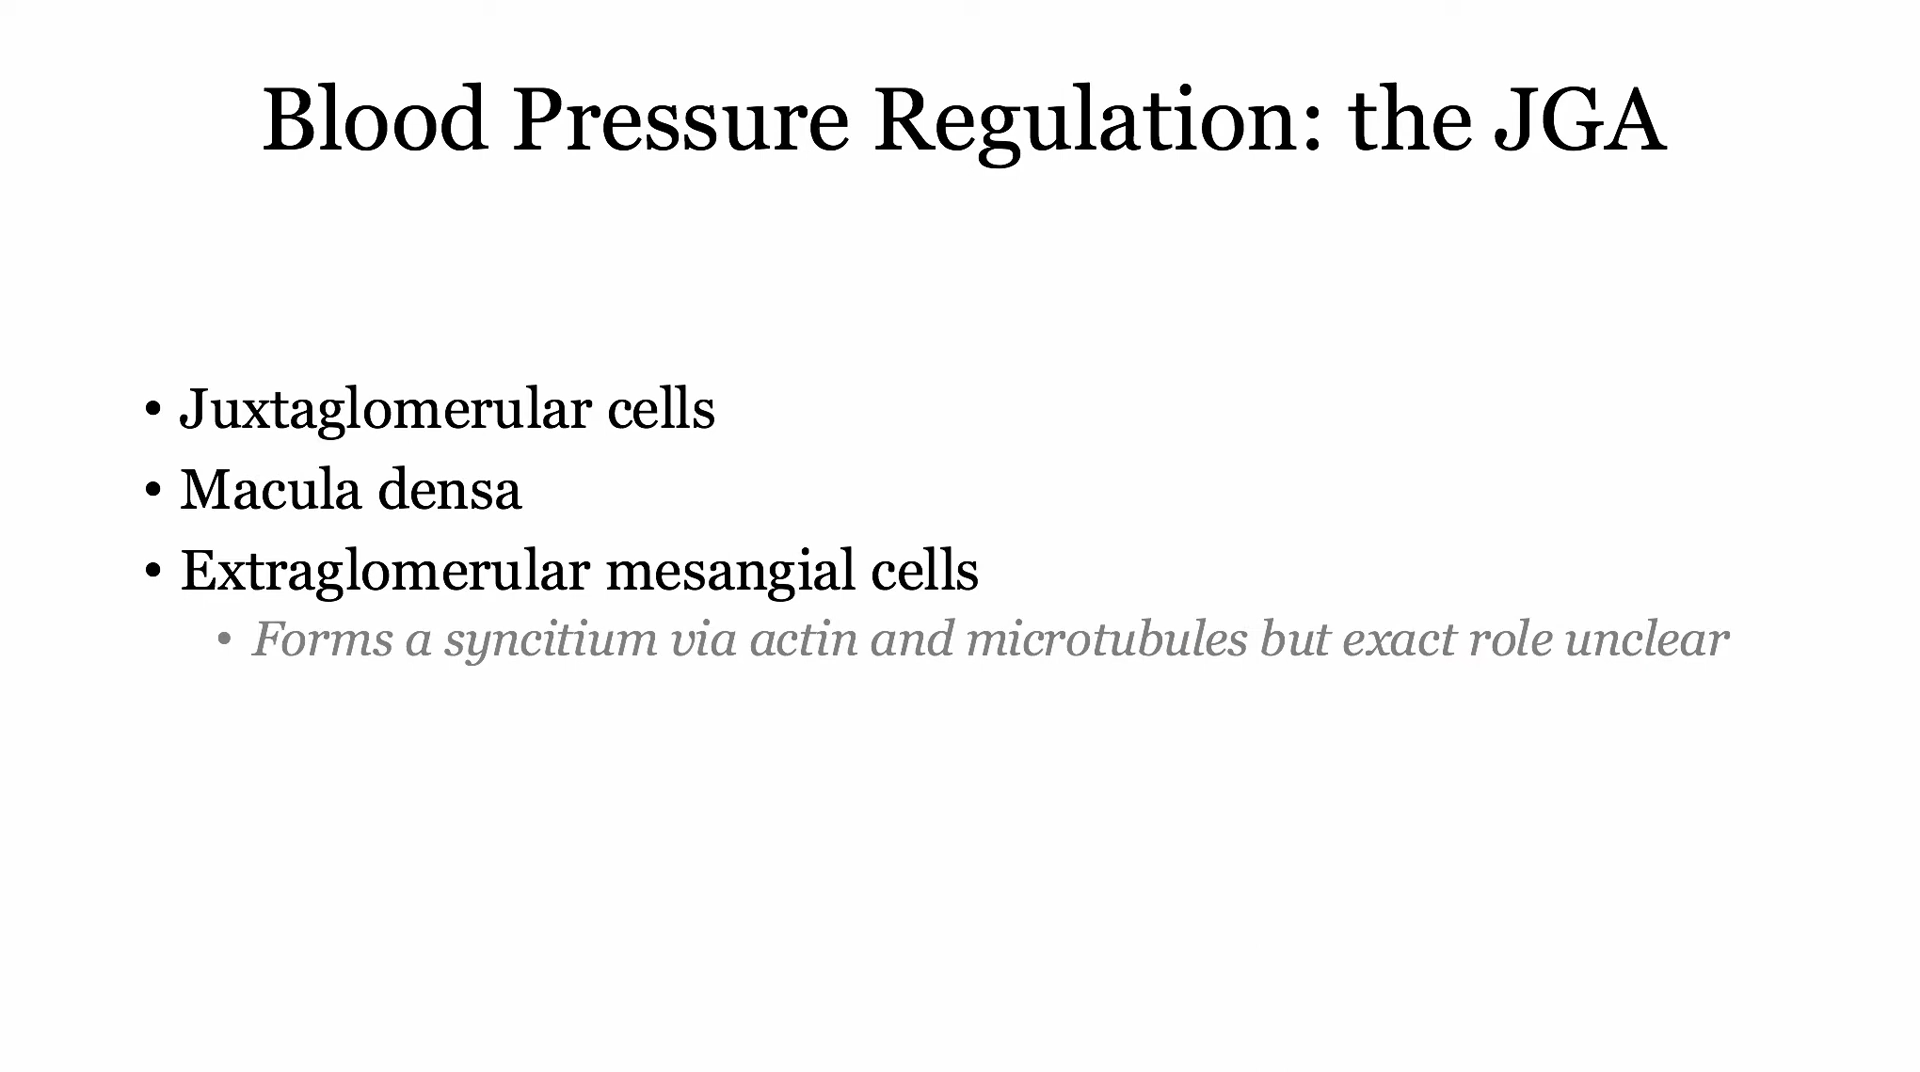 Blood Pressure Regulation: the JGA
• Juxtaglomerular cells
• Macula densa
• Extraglomerular mesangial cells
• Forms a syncitium via actin and microtubules but exact role unclear